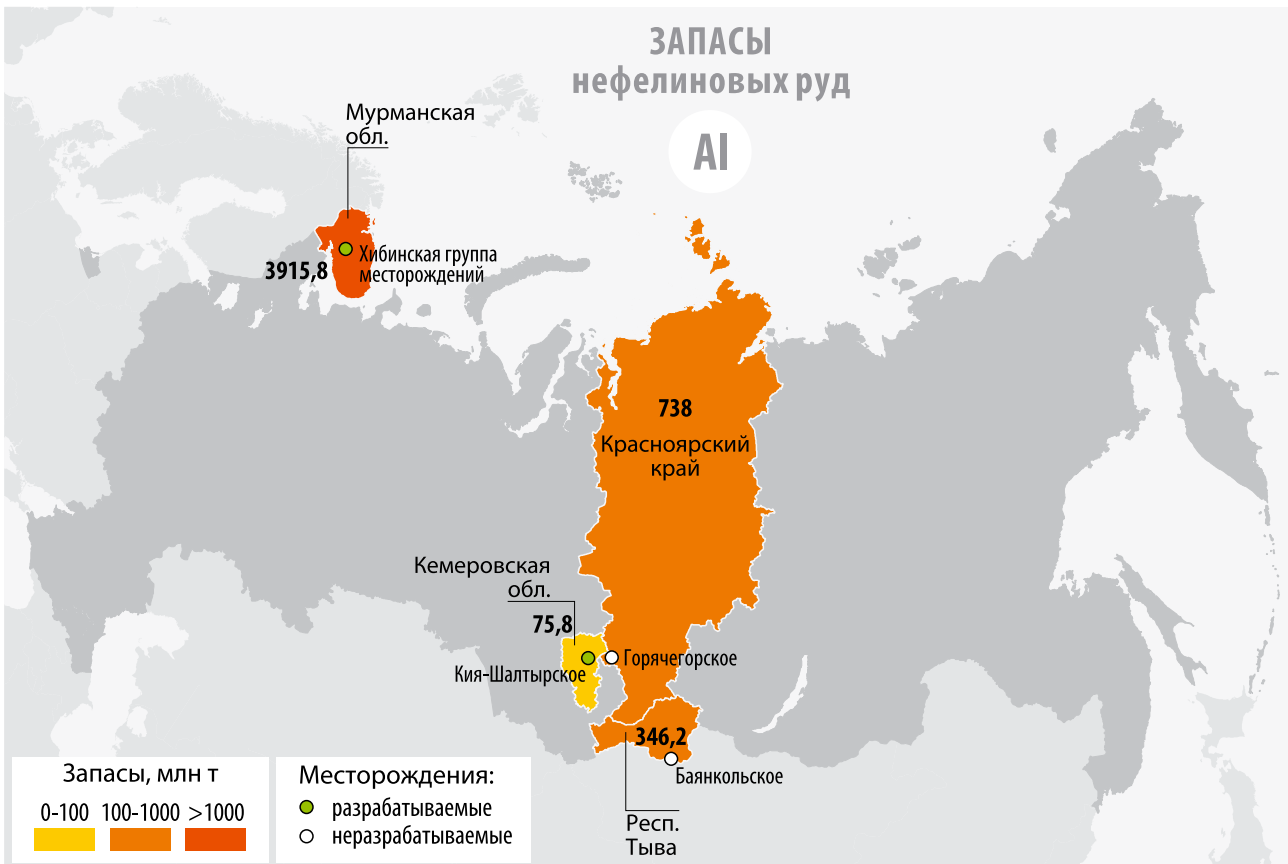 ЗАПАСЫ
нефелиновых руд
Al
Мурманская
обл.
Хибинская группа
месторождений
3915,8
738
Красноярский
край
Кемеровская
обл.
75,8
Кия-Шалтырское
Горячегорское
346,2
Баянкольское
Респ.
Тыва
Запасы, млн т
0-100 100-1000 >1000
Месторождения:
разрабатываемые
неразрабатываемые